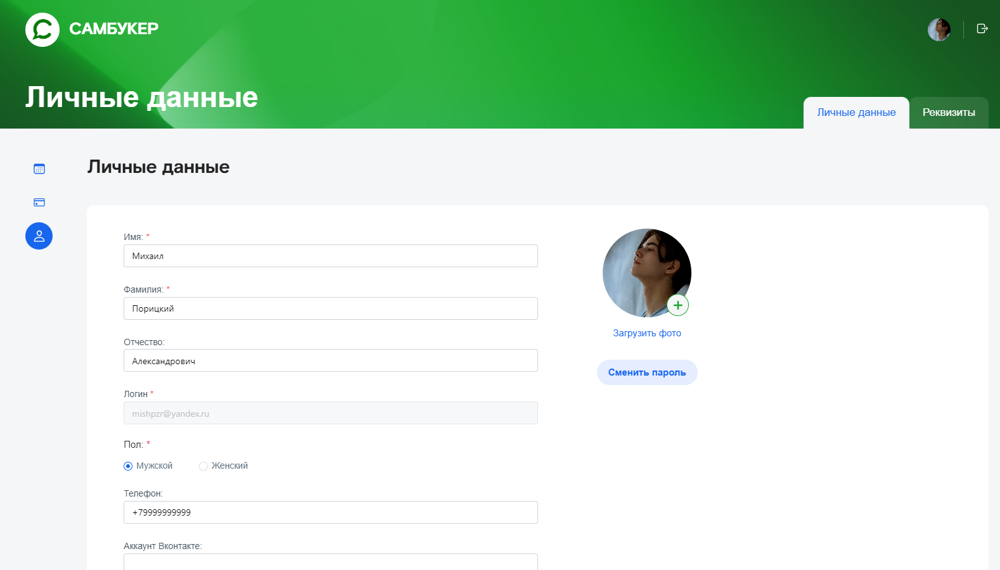 САМБУКЕР
Личные данные
Личные данные
Реквизиты
Личные данные
Имя: *
Михаил
Фамилия: *
Порицкий
Отчество:
Александрович
Логин *
mishpzr@yandex.ru
Пол: *
Мужской
Женский
Телефон:
+79999999999
Аккаунт Вконтакте:
Загрузить фото
Сменить пароль